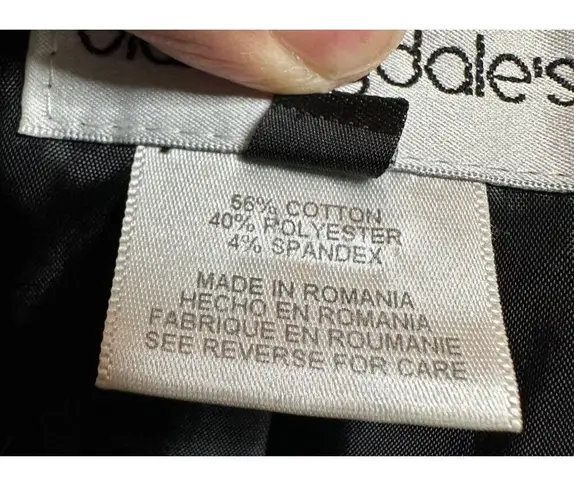 dale's
56% COTTON
40% POLYESTER
4% SPANDEX
MADE IN ROMANIA
HECHO EN ROMANIA
FABRIQUE EN ROUMANIE
SEE REVERSE FOR CARE